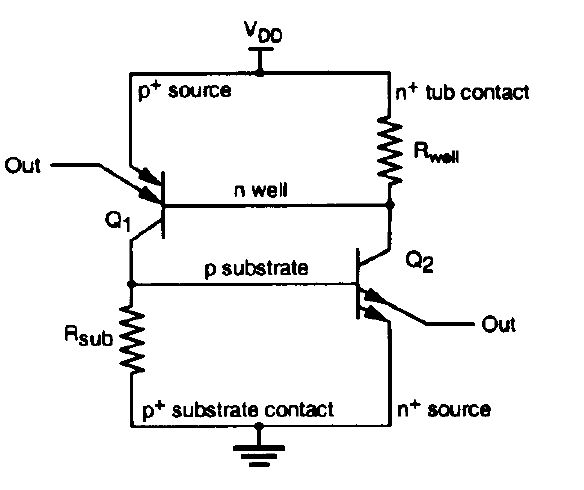 VDD
p+ source
n+ tub contact
Out
Rwell
n well
Q1
p substrate
Q2
Rsub
Out
p+ substrate contact
n+ source